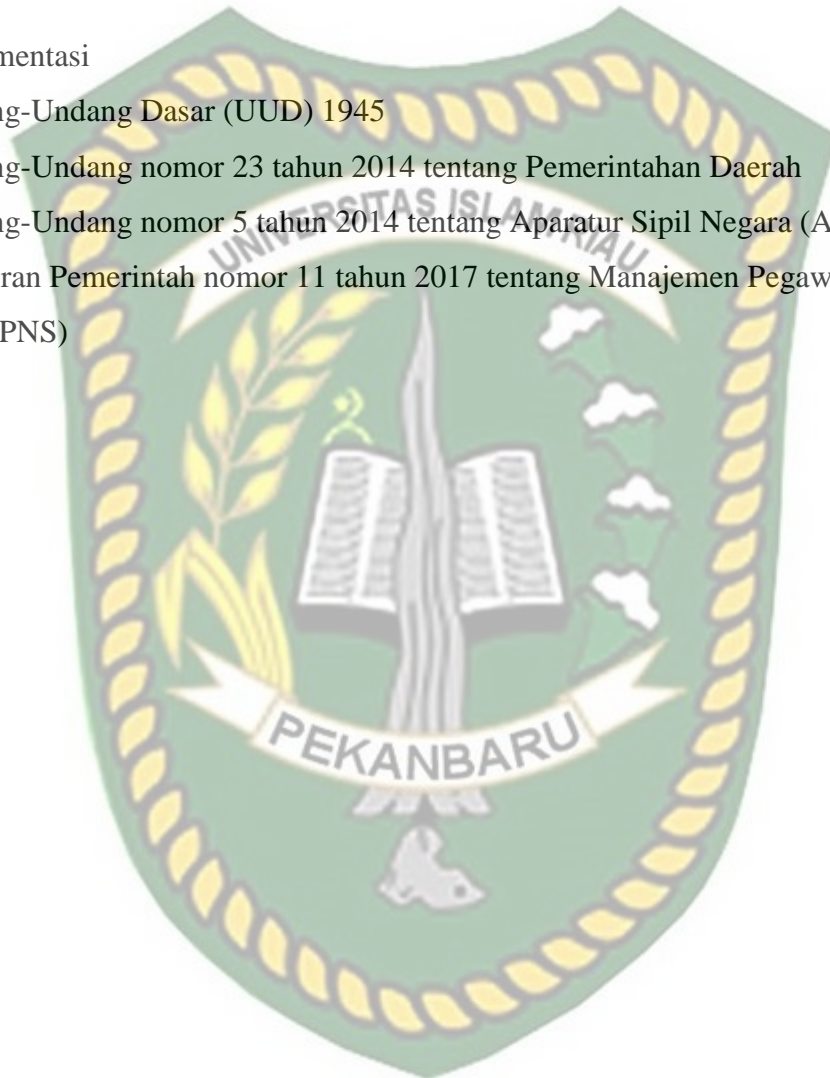 mentasi
ng-Undang Dasar (UUD) 1945
ng-Undang nomor 23 tahun 2014 tentang Pemerintahan Daerah
UNIVERSITAS ISLAM RIAU
ng-Undang nomor 5 tahun 2014 tentang Aparatur Sipil Negara (A
ran Pemerintah nomor 11 tahun 2017 tentang Manajemen Pegaw
PNS)
PEKANBARU